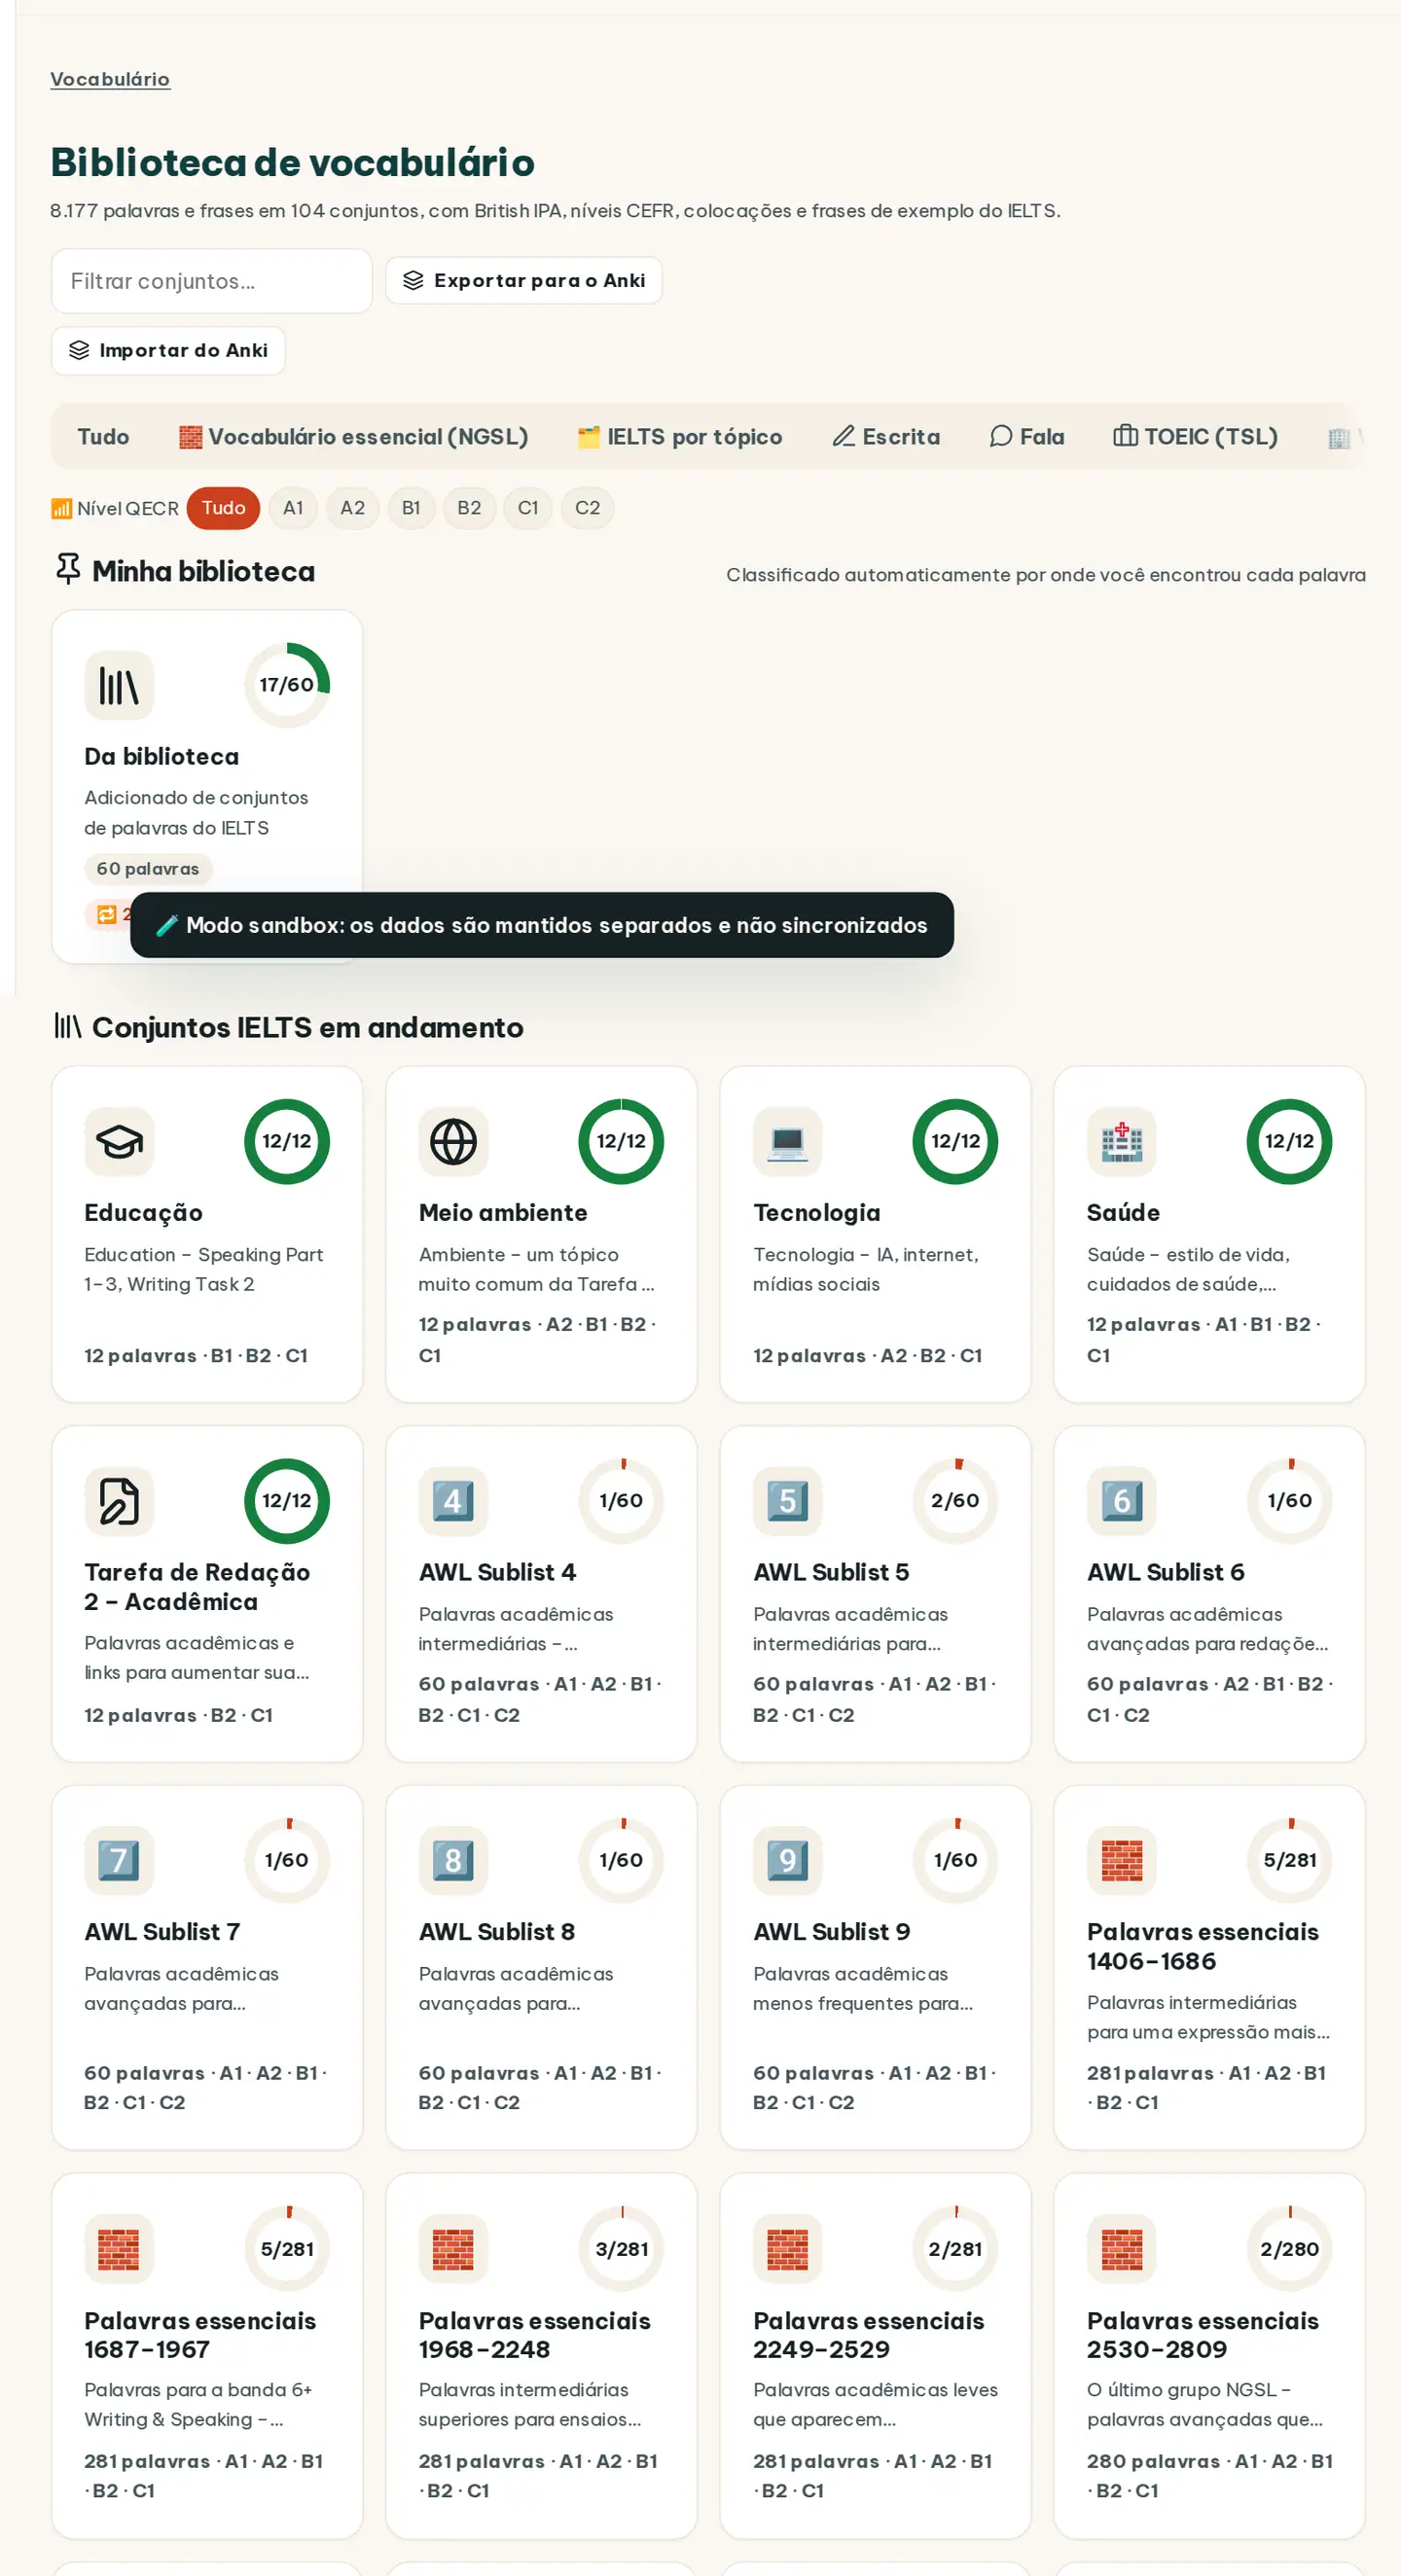 Vocabulário
Biblioteca de vocabulário
8.177 palavras e frases em 104 conjuntos, com British IPA, níveis CEFR, colocações e frases de exemplo do IELTS.
Filtrar conjuntos...
Exportar para o Anki
Importar do Anki
Tudo
Vocabulário essencial (NGSL)
IELTS por tópico
Escrita
Fala
TOEIC (TSL)
Nível QECR
Tudo
A1
A2
B1
B2
C1
C2
Minha biblioteca
Classificado automaticamente por onde você encontrou cada palavra
17/60
Da biblioteca
Adicionado de conjuntos
de palavras do IELTS
60 palavras
Modo sandbox: os dados são mantidos separados e não sincronizados
Conjuntos IELTS em andamento
12/12
Educação
Education – Speaking Part
1–3, Writing Task 2
12 palavras · B1 · B2 · C1
12/12
Meio ambiente
Ambiente – um tópico
muito comum da Tarefa ...
12 palavras · A2 · B1 · B2 ·
C1
12/12
Tecnologia
Tecnologia – IA, internet,
mídias sociais
12 palavras · A2 · B2 · C1
12/12
Saúde
Saúde – estilo de vida,
cuidados de saúde,...
12 palavras · A1 · B1 · B2 ·
C1
12/12
Tarefa de Redação
2 – Acadêmica
Palavras acadêmicas e
links para aumentar sua...
12 palavras · B2 · C1
4
1/60
AWL Sublist 4
Palavras acadêmicas
intermediárias –...
60 palavras · A1 · A2 · B1 ·
B2 · C1 · C2
5
2/60
AWL Sublist 5
Palavras acadêmicas
intermediárias para...
60 palavras · A1 · A2 · B1 ·
B2 · C1 · C2
6
1/60
AWL Sublist 6
Palavras acadêmicas
avançadas para redaçõe...
60 palavras · A2 · B1 · B2 ·
C1 · C2
7
1/60
AWL Sublist 7
Palavras acadêmicas
avançadas para...
60 palavras · A1 · A2 · B1 ·
B2 · C1 · C2
8
1/60
AWL Sublist 8
Palavras acadêmicas
avançadas para...
60 palavras · A1 · A2 · B1 ·
B2 · C1 · C2
9
1/60
AWL Sublist 9
Palavras acadêmicas
menos frequentes para...
60 palavras · A1 · A2 · B1 ·
B2 · C1 · C2
5/281
Palavras essenciais
1406–1686
Palavras intermediárias
para uma expressão mais...
281 palavras · A1 · A2 · B1
· B2 · C1
5/281
Palavras essenciais
1687–1967
Palavras para a banda 6+
Writing & Speaking –...
281 palavras · A1 · A2 · B1
· B2 · C1
3/281
Palavras essenciais
1968–2248
Palavras intermediárias
superiores para ensaios...
281 palavras · A1 · A2 · B1
· B2 · C1
2/281
Palavras essenciais
2249–2529
Palavras acadêmicas leves
que aparecem...
281 palavras · A1 · A2 · B1
· B2 · C1
2/280
Palavras essenciais
2530–2809
O último grupo NGSL –
palavras avançadas que...
280 palavras · A1 · A2 · B1
· B2 · C1